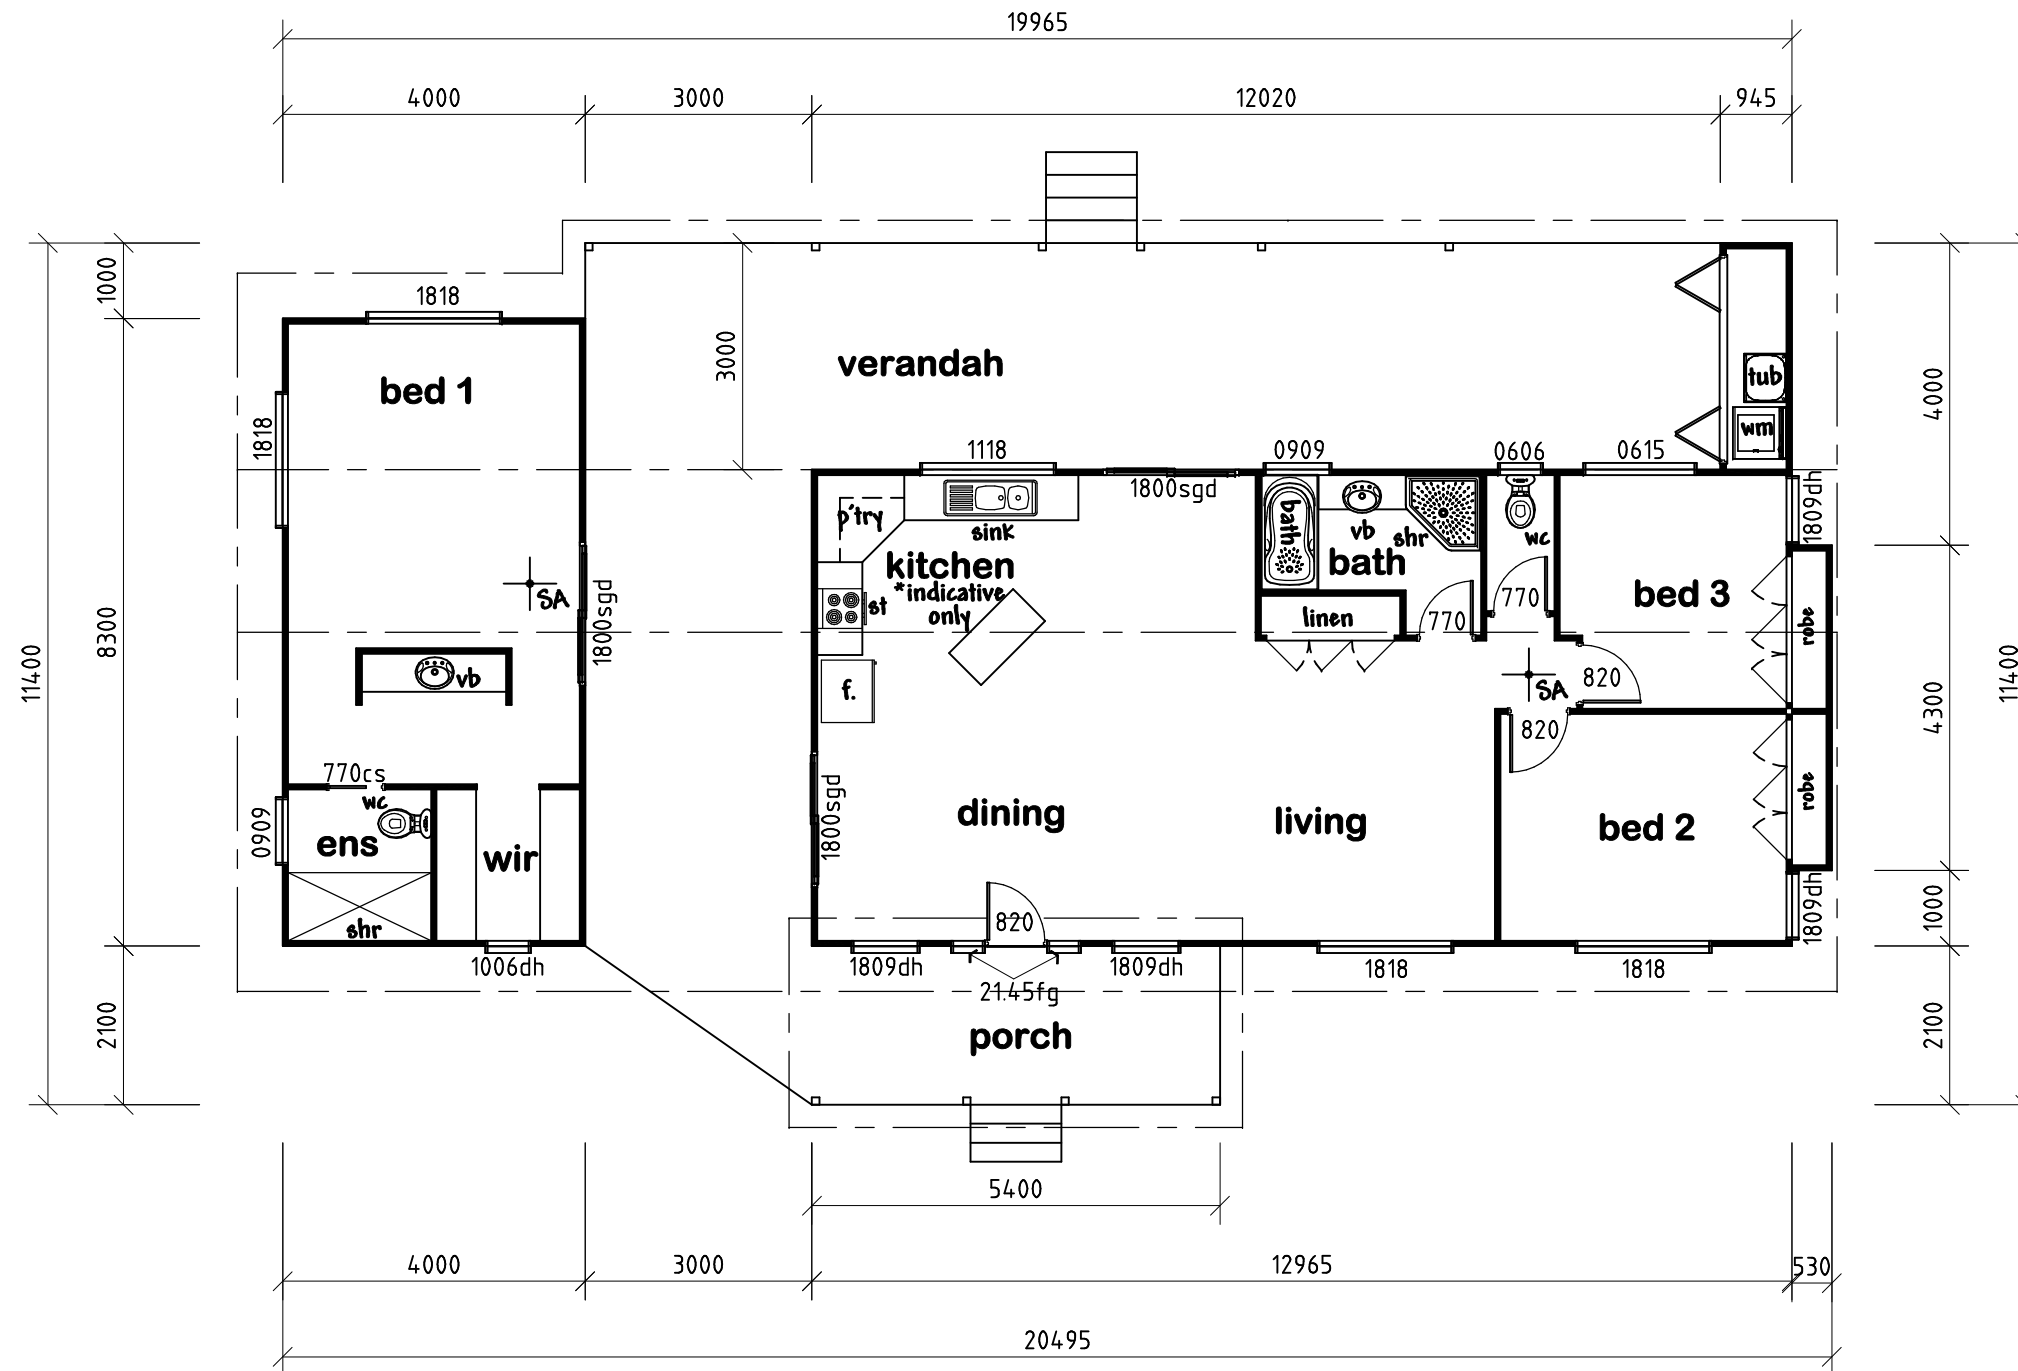 19965
4000
3000
12020
945
1000
8300
2100
11400
3000
4000
4300
1000
2100
11400
1818
bed 1
1818
SA
1800sgd
vb
770cs
wc
0909
ens
wir
shr
1006dh
verandah
tub
wm
1118
1800sgd
0909
0606
0615
p'try
sink
kitchen
*indicative
only
st
f.
bath
vb
shr
bath
wc
linen
770
770
bed 3
1809dh
robe
SA
820
820
1800sgd
dining
living
bed 2
robe
1809dh
820
1809dh
1809dh
1818
1818
21.45fg
porch
5400
4000
3000
12965
530
20495